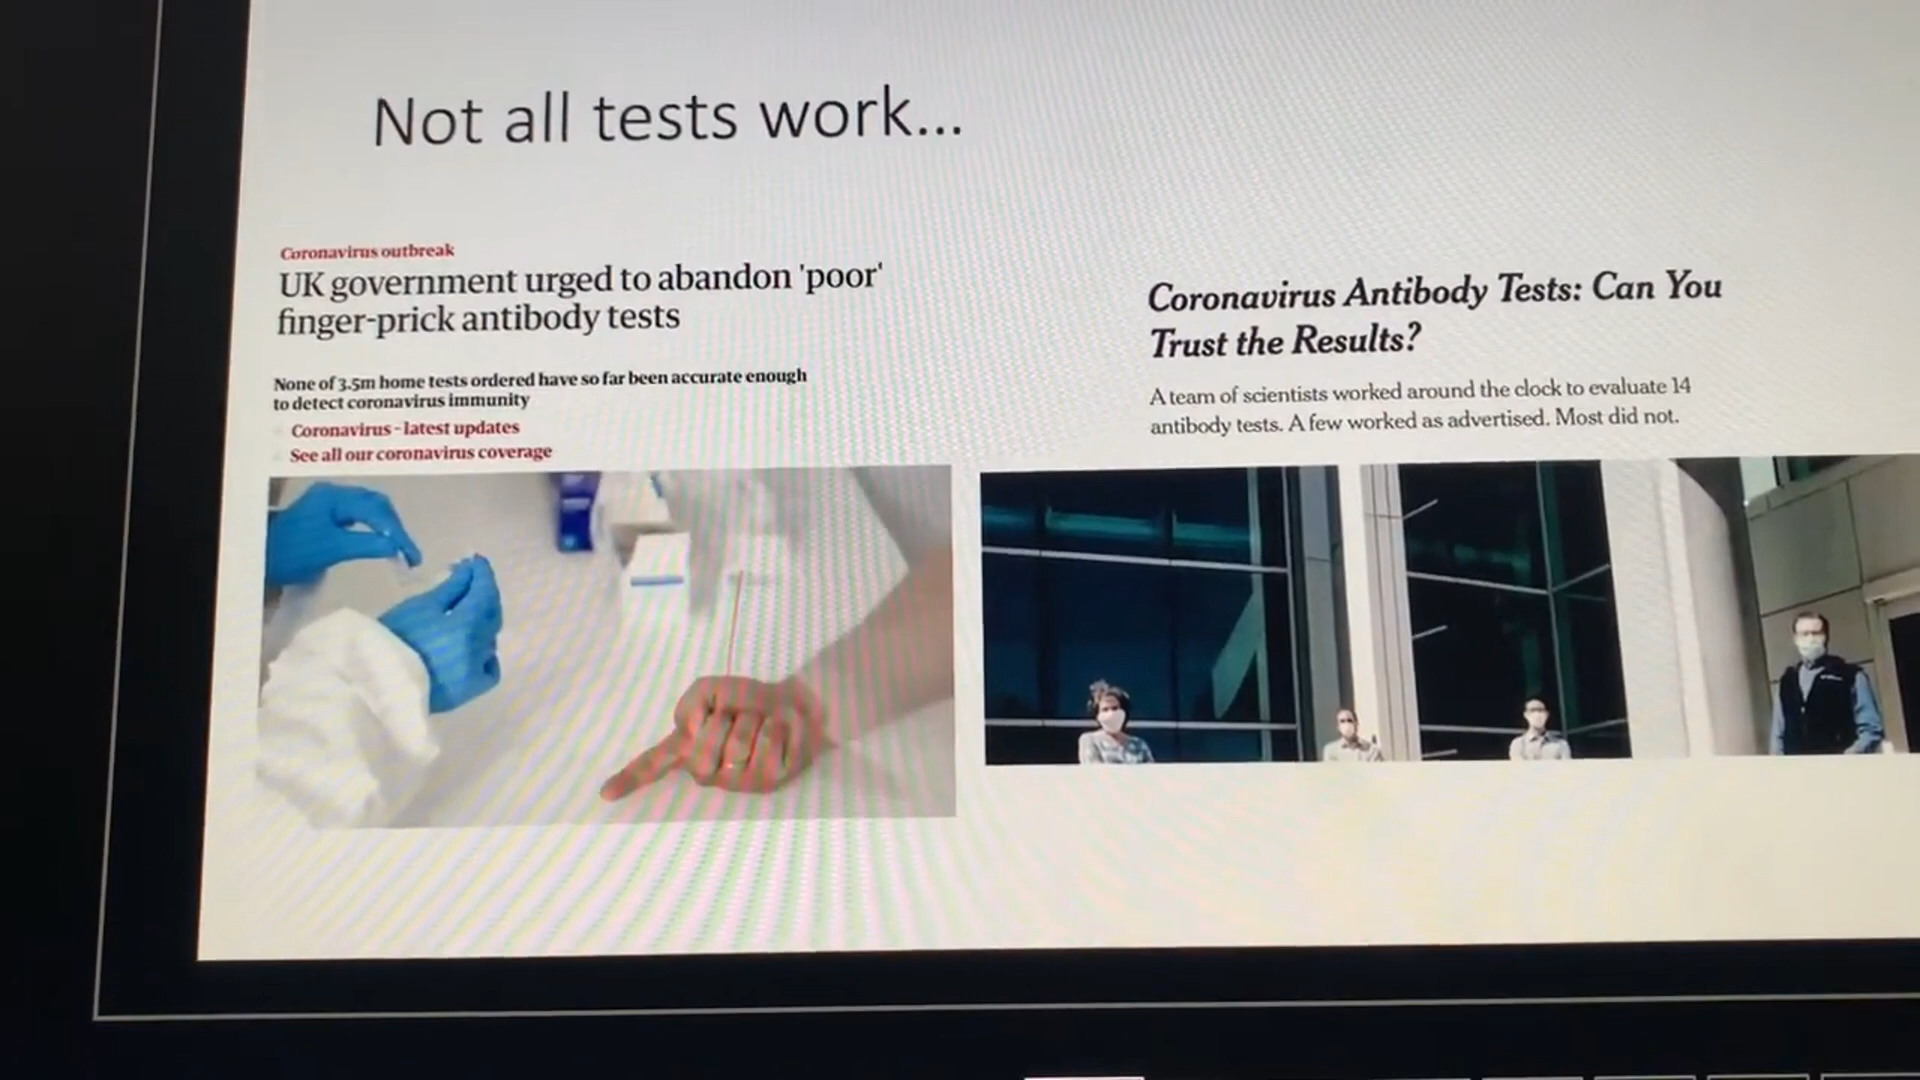 Not all tests work...
Coronavirus outbreak
UK government urged to abandon 'poor'
finger-prick antibody tests
None of 3.5m home tests ordered have so far been accurate enough
to detect coronavirus immunity
Coronavirus - latest updates
See all our coronavirus coverage
Coronavirus Antibody Tests: Can You
Trust the Results?
A team of scientists worked around the clock to evaluate 14
antibody tests. A few worked as advertised. Most did not.